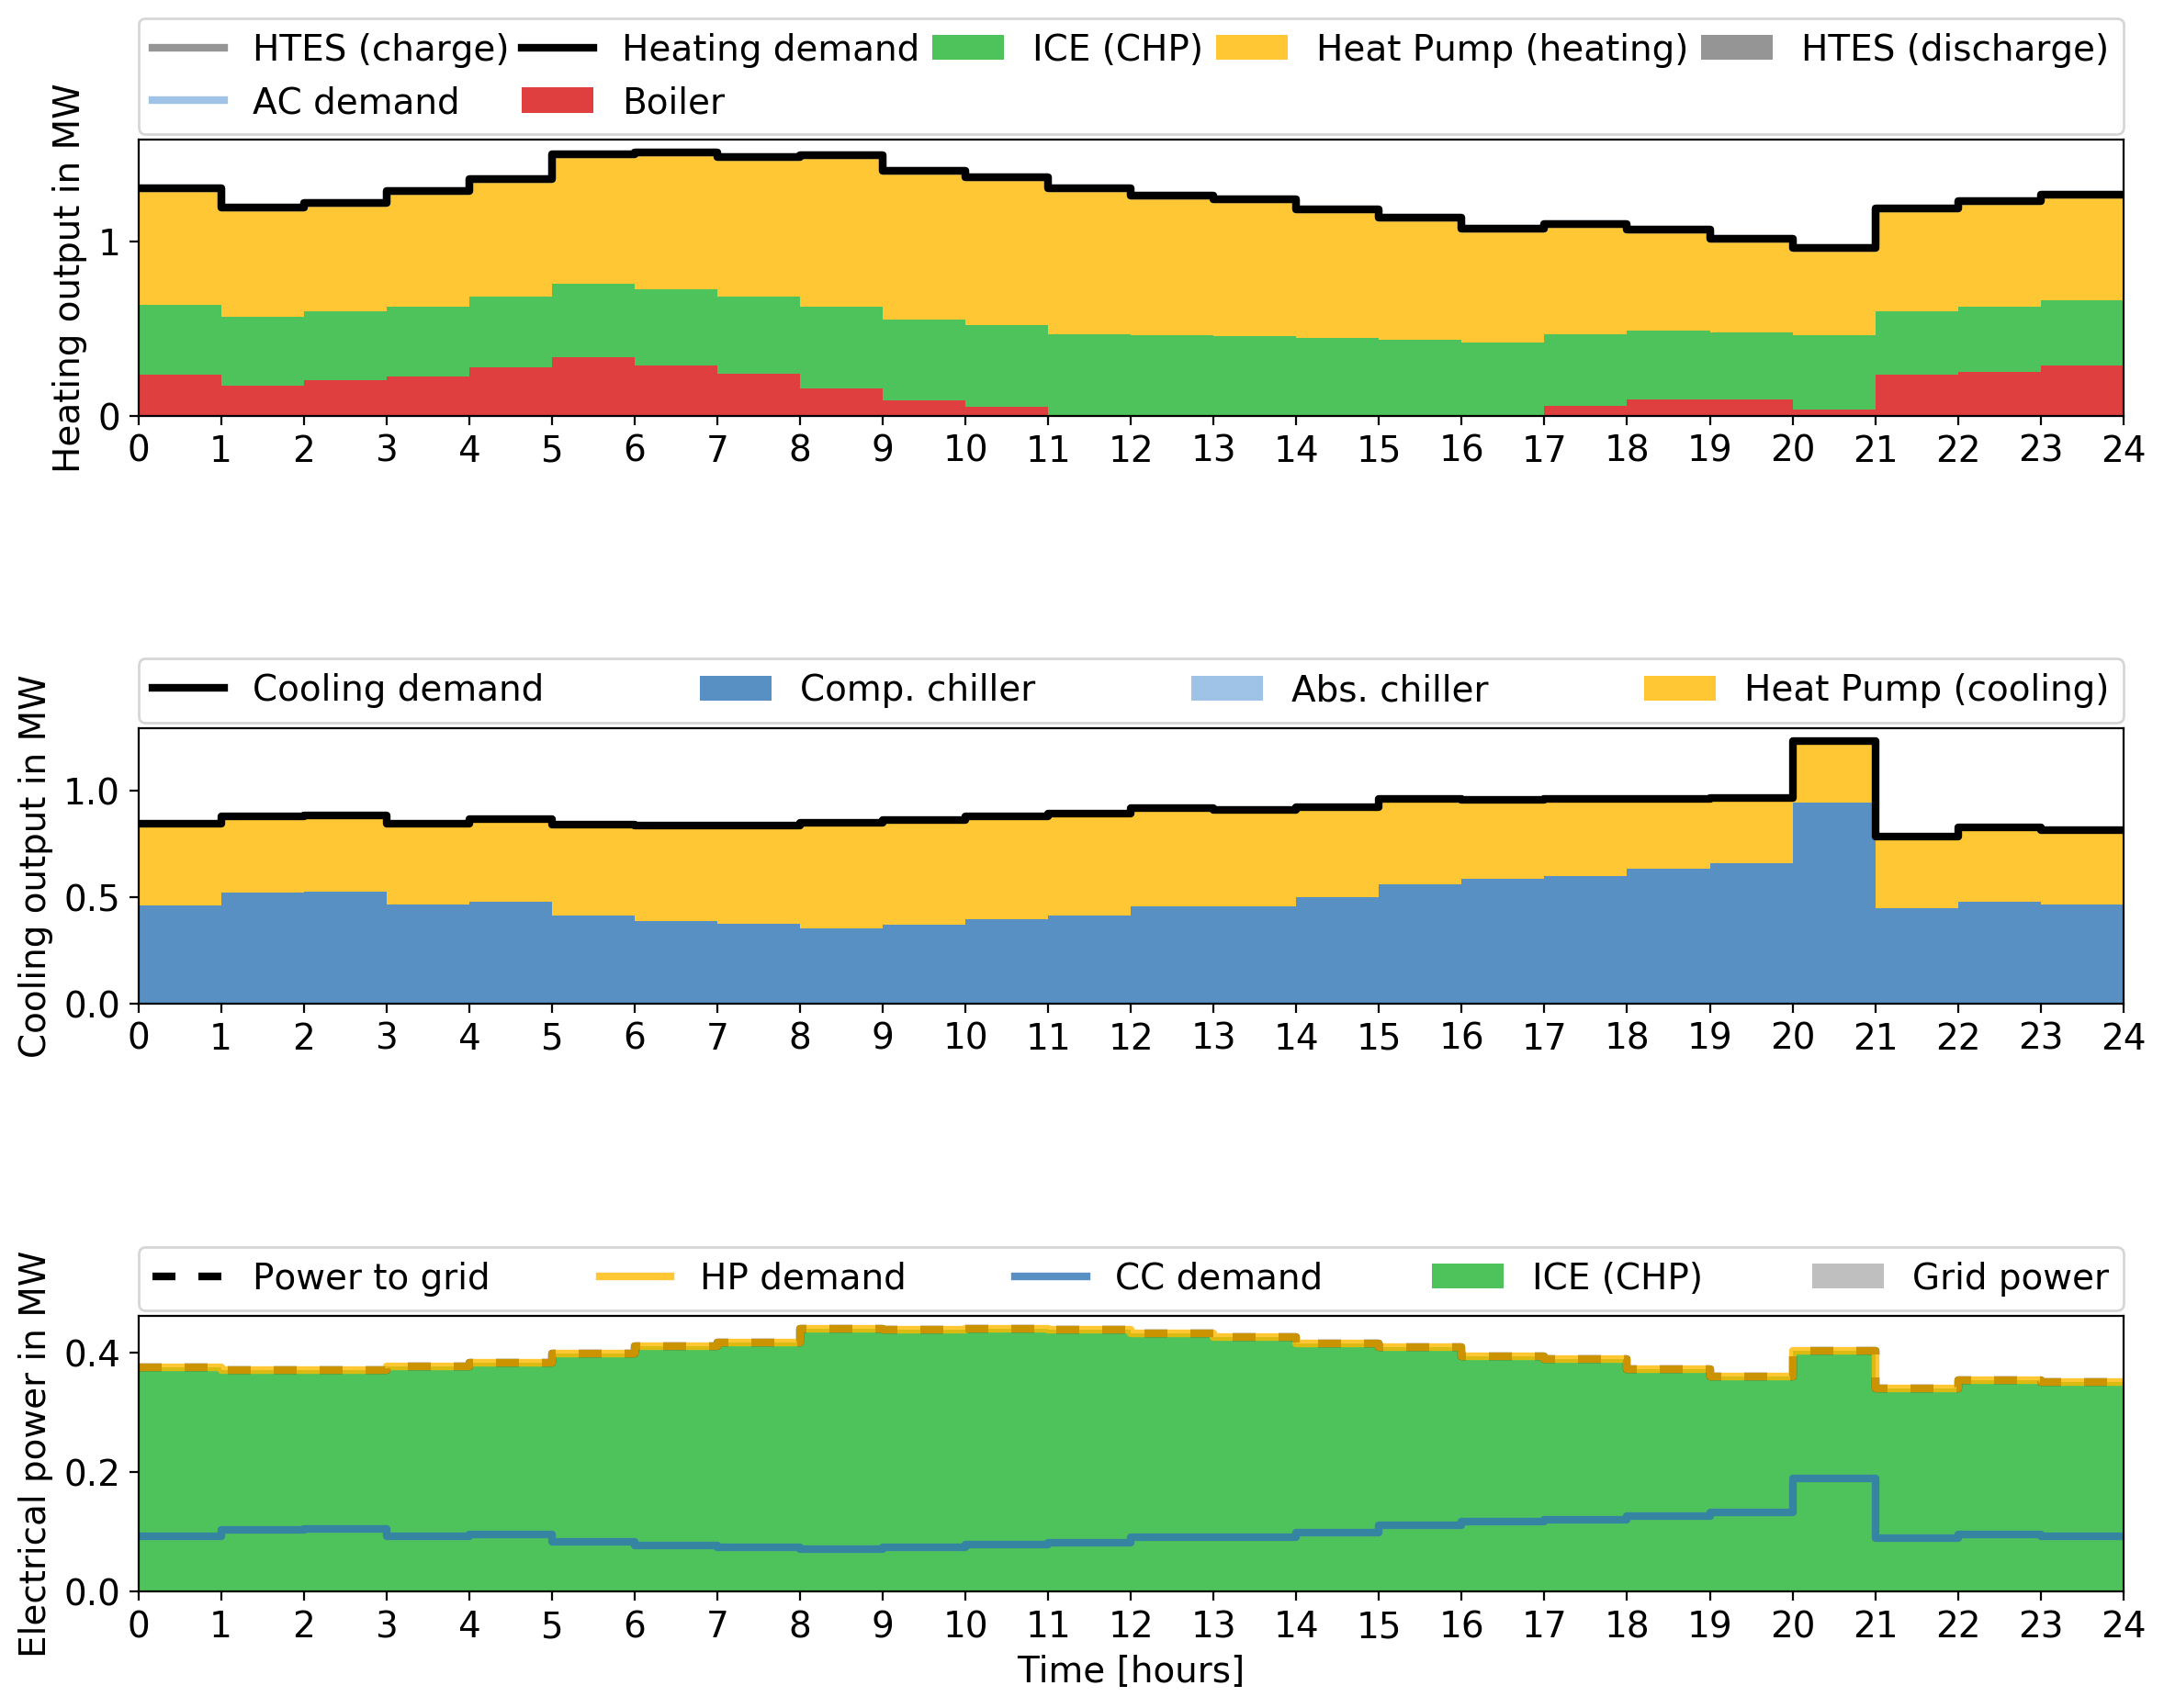 HTES (charge) Heating demand ICE (CHP) Heat Pump (heating) HTES (discharge)
AC demand Boiler
Heating output in MW
1
0
0 1 2 3 4 5 6 7 8 9 10 11 12 13 14 15 16 17 18 19 20 21 22 23 24
Cooling demand Comp. chiller Abs. chiller Heat Pump (cooling)
Cooling output in MW
1.0
0.5
0.0
0 1 2 3 4 5 6 7 8 9 10 11 12 13 14 15 16 17 18 19 20 21 22 23 24
Power to grid HP demand CC demand ICE (CHP) Grid power
Electrical power in MW
0.4
0.2
0.0
0 1 2 3 4 5 6 7 8 9 10 11 12 13 14 15 16 17 18 19 20 21 22 23 24
Time [hours]